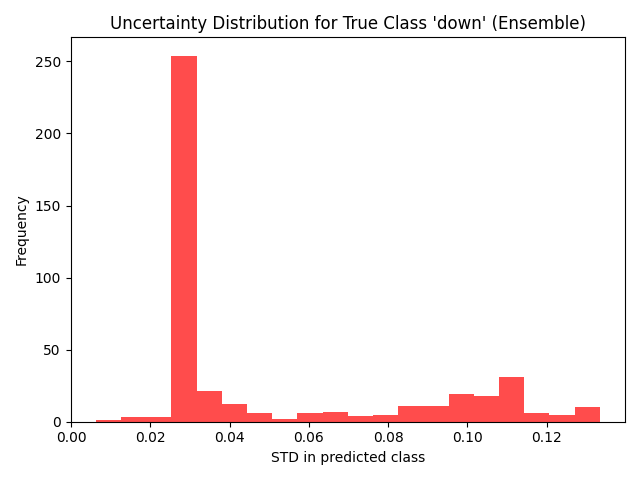 Uncertainty Distribution for True Class 'down' (Ensemble)
250
200
150
100
50
0
Frequency
0.00 0.02 0.04 0.06 0.08 0.10 0.12
STD in predicted class